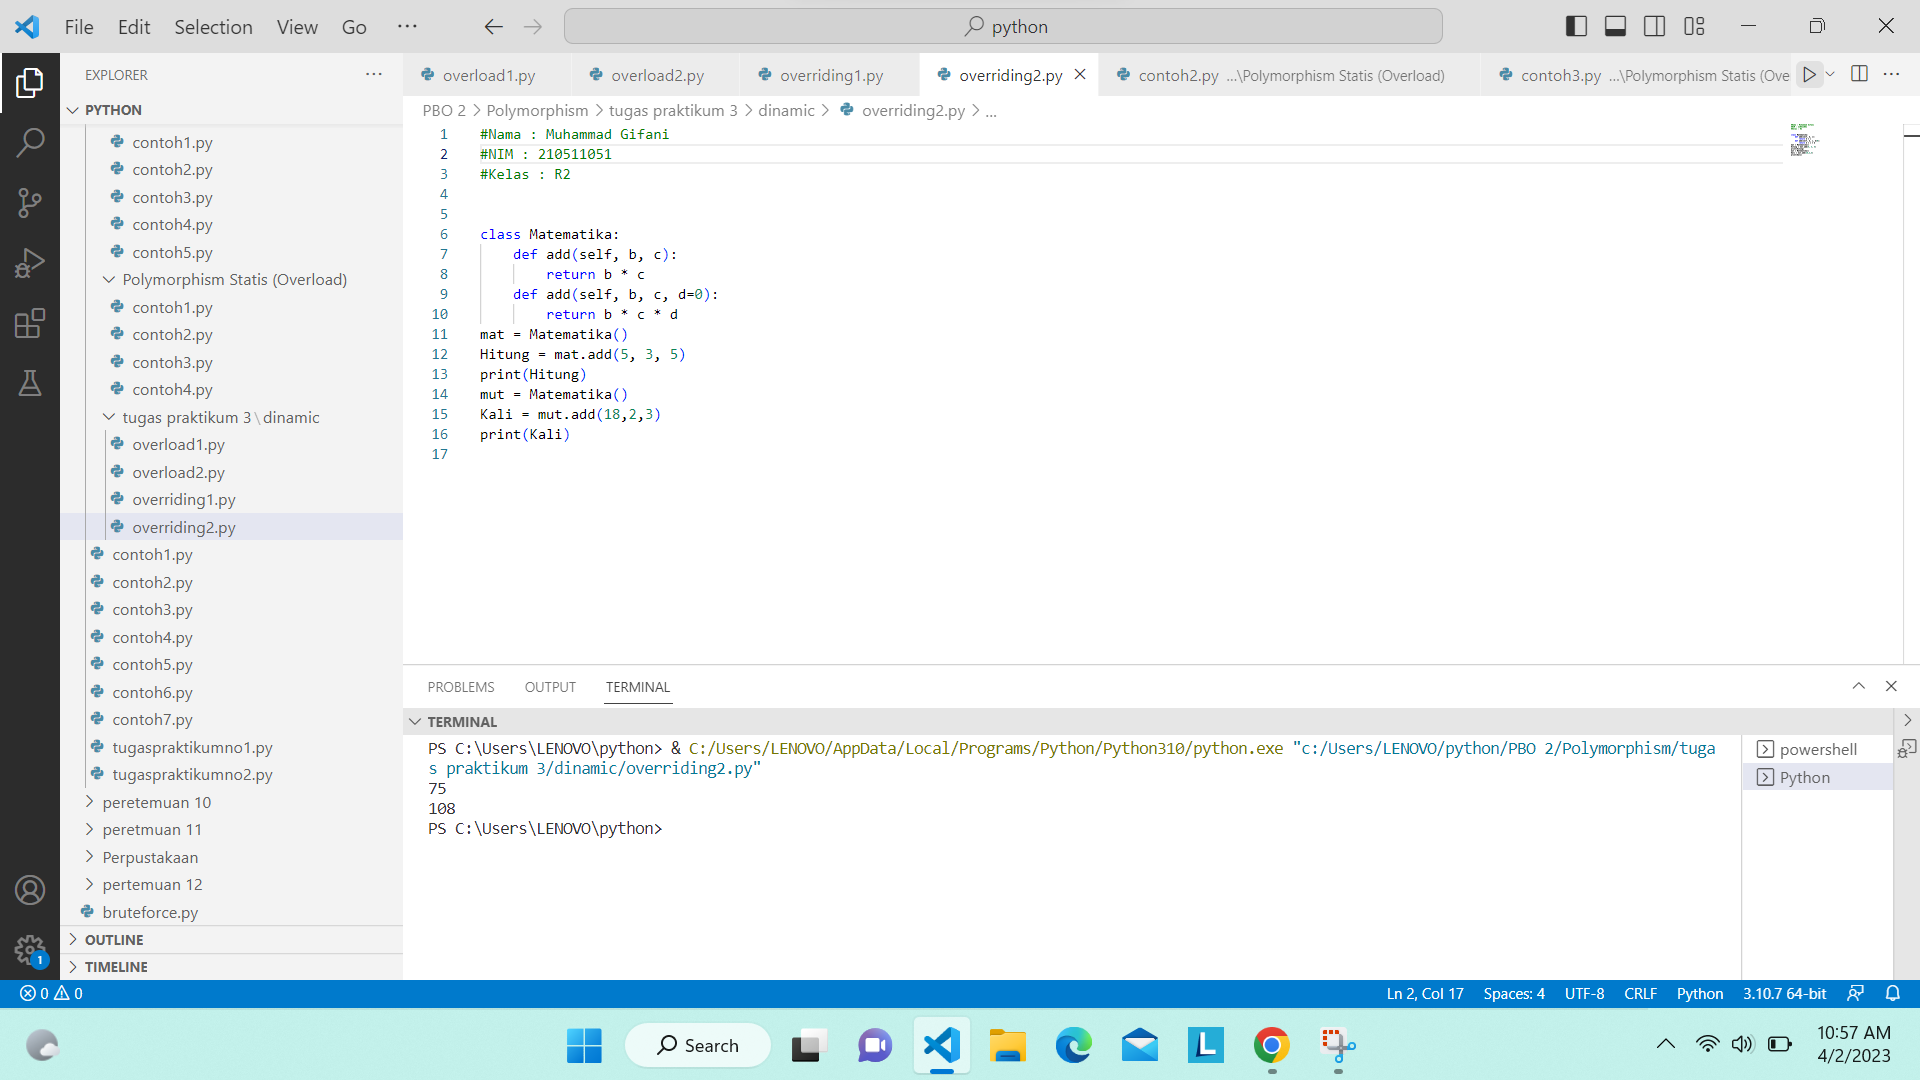 File Edit Selection View Go ···
python
EXPLORER ···
PYTHON
contoh1.py
contoh2.py
contoh3.py
contoh4.py
contoh5.py
Polymorphism Statis (Overload)
contoh1.py
contoh2.py
contoh3.py
contoh4.py
tugas praktikum 3 \ dinamic
overload1.py
overload2.py
overriding1.py
overriding2.py
contoh1.py
contoh2.py
contoh3.py
contoh4.py
contoh5.py
contoh6.py
contoh7.py
tugaspraktikumno1.py
tugaspraktikumno2.py
peretemuan 10
peretmuan 11
Perpustakaan
pertemuan 12
bruteforce.py
OUTLINE
TIMELINE
overload1.py overload2.py overriding1.py overriding2.py contoh2.py ...\Polymorphism Statis (Overload) contoh3.py ...\Polymorphism Statis (Ove
PBO 2 > Polymorphism > tugas praktikum 3 > dinamic > overriding2.py > ...
1 #Nama : Muhammad Gifani
2 #NIM : 210511051
3 #Kelas : R2
4
5
6 class Matematika:
7 def add(self, b, c):
8 return b * c
9 def add(self, b, c, d=0):
10 return b * c * d
11 mat = Matematika()
12 Hitung = mat.add(5, 3, 5)
13 print(Hitung)
14 mut = Matematika()
15 Kali = mut.add(18,2,3)
16 print(Kali)
17
PROBLEMS OUTPUT TERMINAL
TERMINAL
PS C:\Users\LENOVO\python> & C:/Users/LENOVO/AppData/Local/Programs/Python/Python310/python.exe "c:/Users/LENOVO/python/PBO 2/Polymorphism/tuga
s praktikum 3/dinamic/overriding2.py"
75
108
PS C:\Users\LENOVO\python>
powershell
Python
1
0 0
Ln 2, Col 17 Spaces: 4 UTF-8 CRLF Python 3.10.7 64-bit
Search
L
10:57 AM
4/2/2023